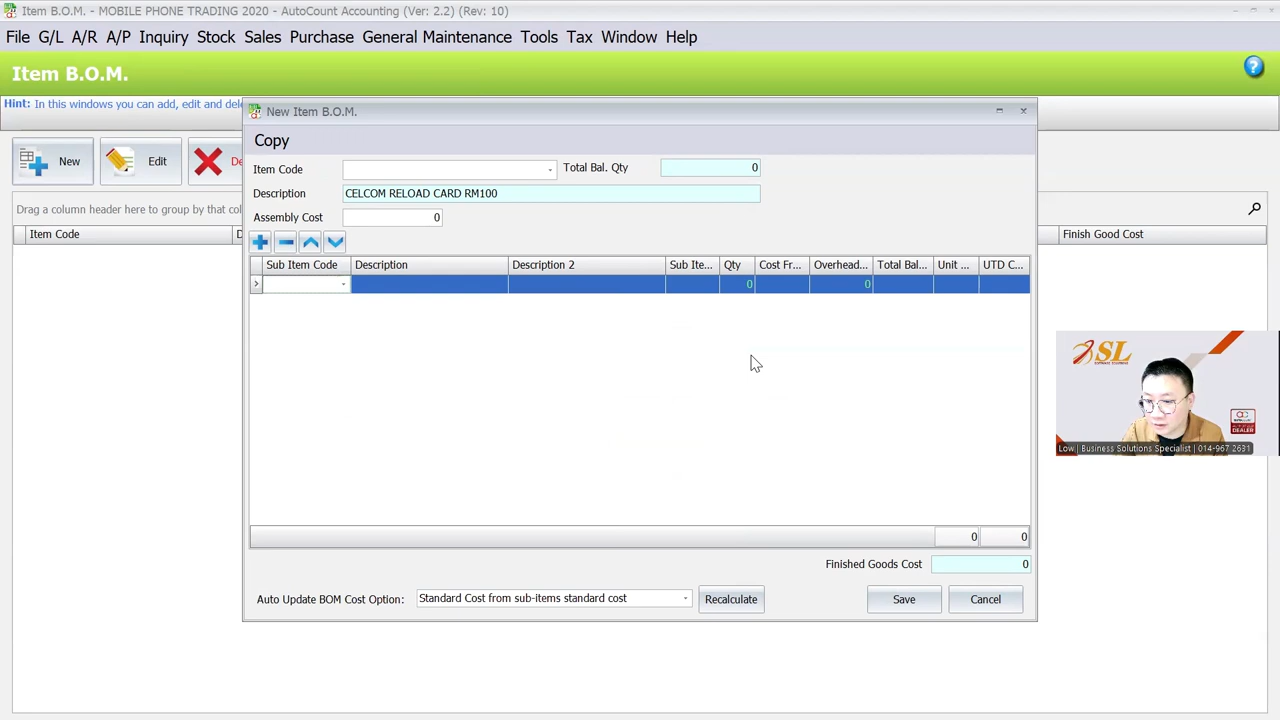 Item B.O.M. - MOBILE PHONE TRADING 2020 - AutoCount Accounting (Ver: 2.2) (Rev: 10)
File G/L A/R A/P Inquiry Stock Sales Purchase General Maintenance Tools Tax Window Help
Item B.O.M.
Hint: In this windows you can add, edit and del
New Edit De
Drag a column header here to group by that col
Item Code D Finish Good Cost
New Item B.O.M.
Copy
Item Code Total Bal. Qty 0
Description CELCOM RELOAD CARD RM100
Assembly Cost 0
Sub Item Code Description Description 2 Sub Ite... Qty Cost Fr... Overhead... Total Bal... Unit ... UTD C...
0 0
0 0
Finished Goods Cost 0
Auto Update BOM Cost Option: Standard Cost from sub-items standard cost Recalculate Save Cancel
SL
Low | Business Solutions Specialist | 014-967 2631